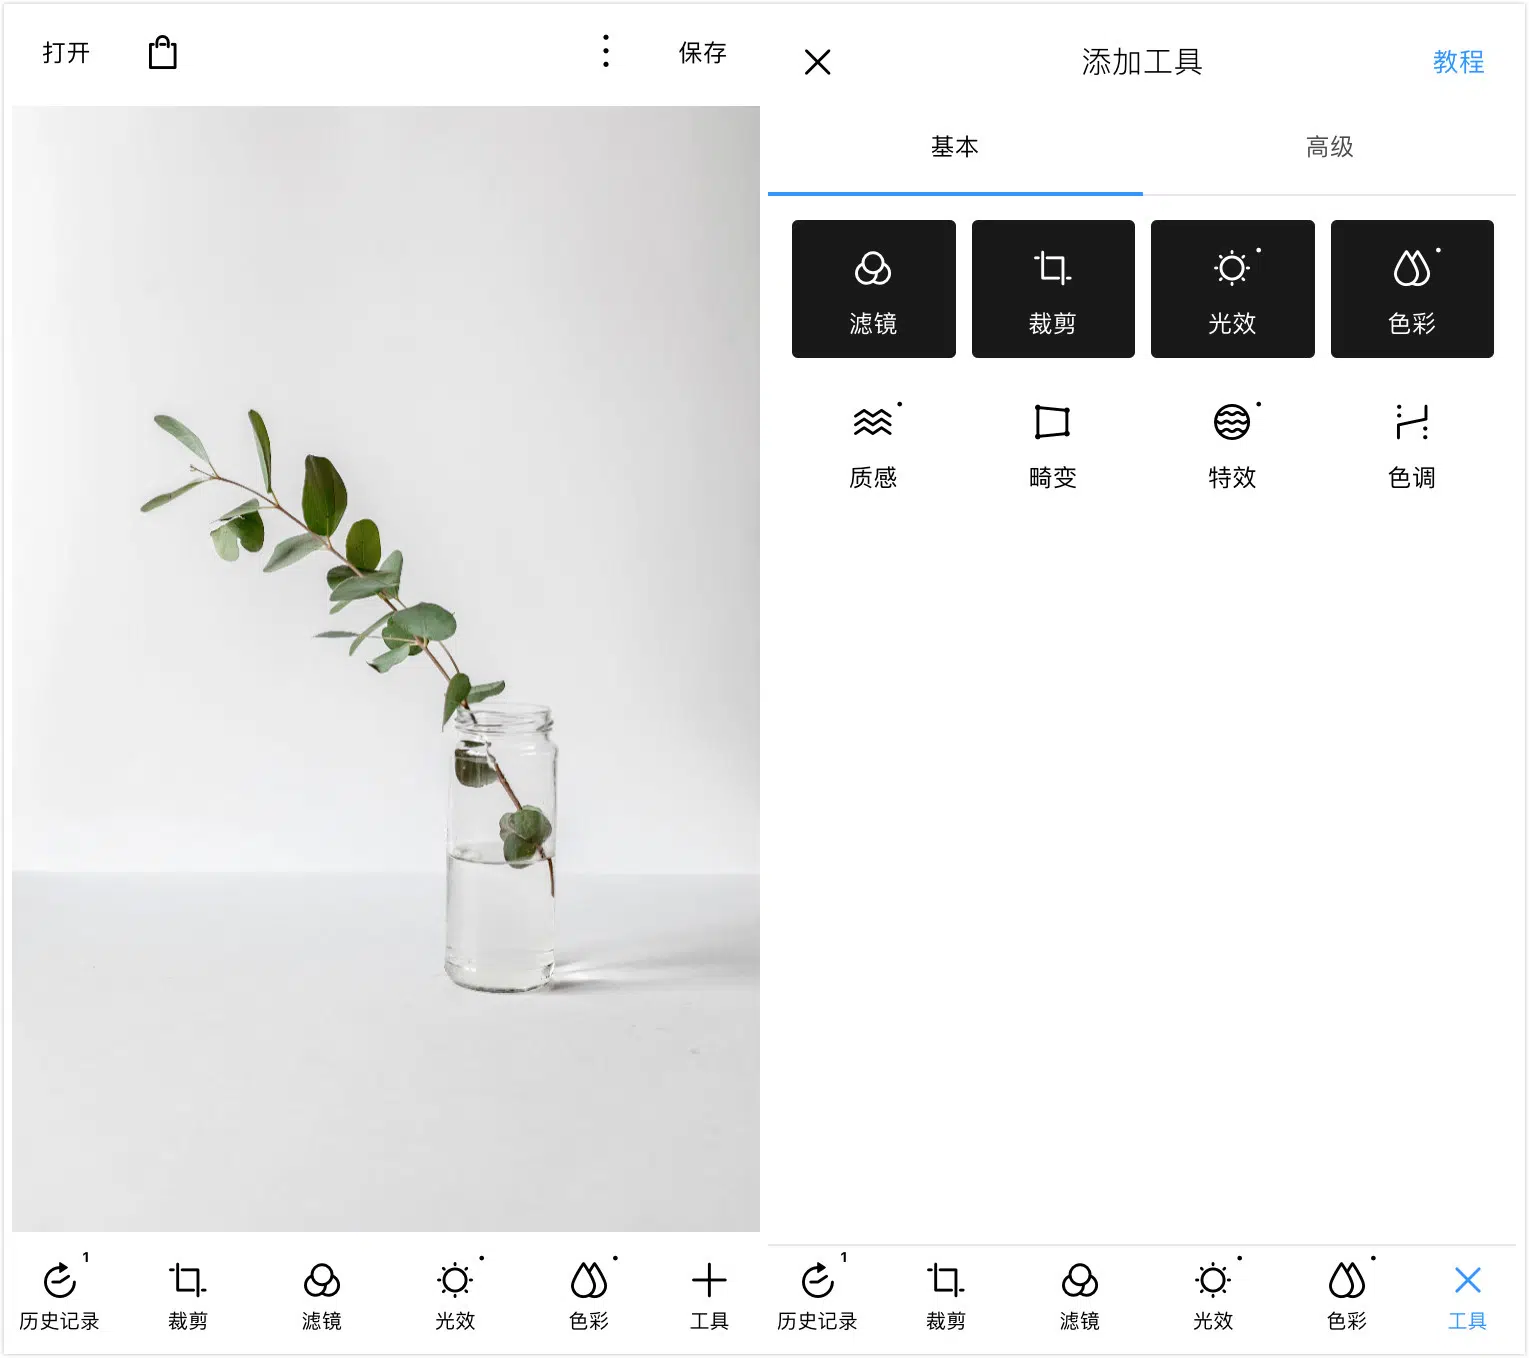 打开
保存
历史记录 1
裁剪
滤镜
光效
色彩
工具
添加工具
教程
基本
高级
滤镜
裁剪
光效
色彩
质感
畸变
特效
色调
历史记录 1
裁剪
滤镜
光效
色彩
工具